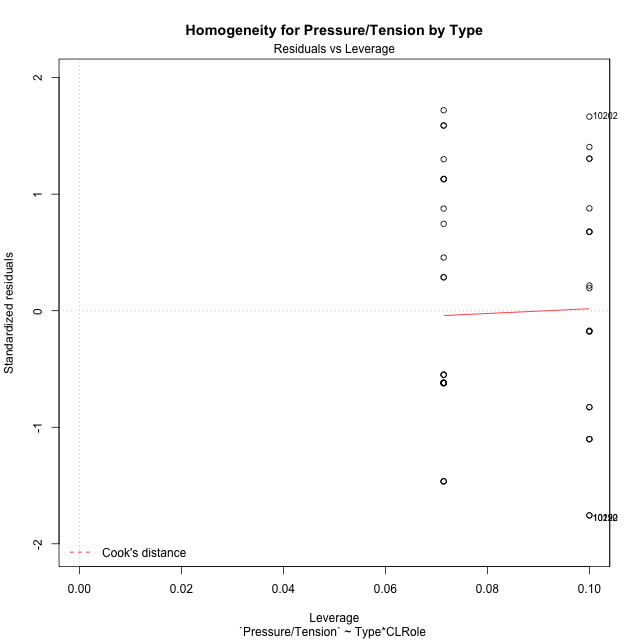 Homogeneity for Pressure/Tension by Type
Residuals vs Leverage
2
1
0
-1
-2
Standardized residuals
10202
Cook's distance
0.00 0.02 0.04 0.06 0.08 0.10
Leverage
`Pressure/Tension` ~ Type*CLRole